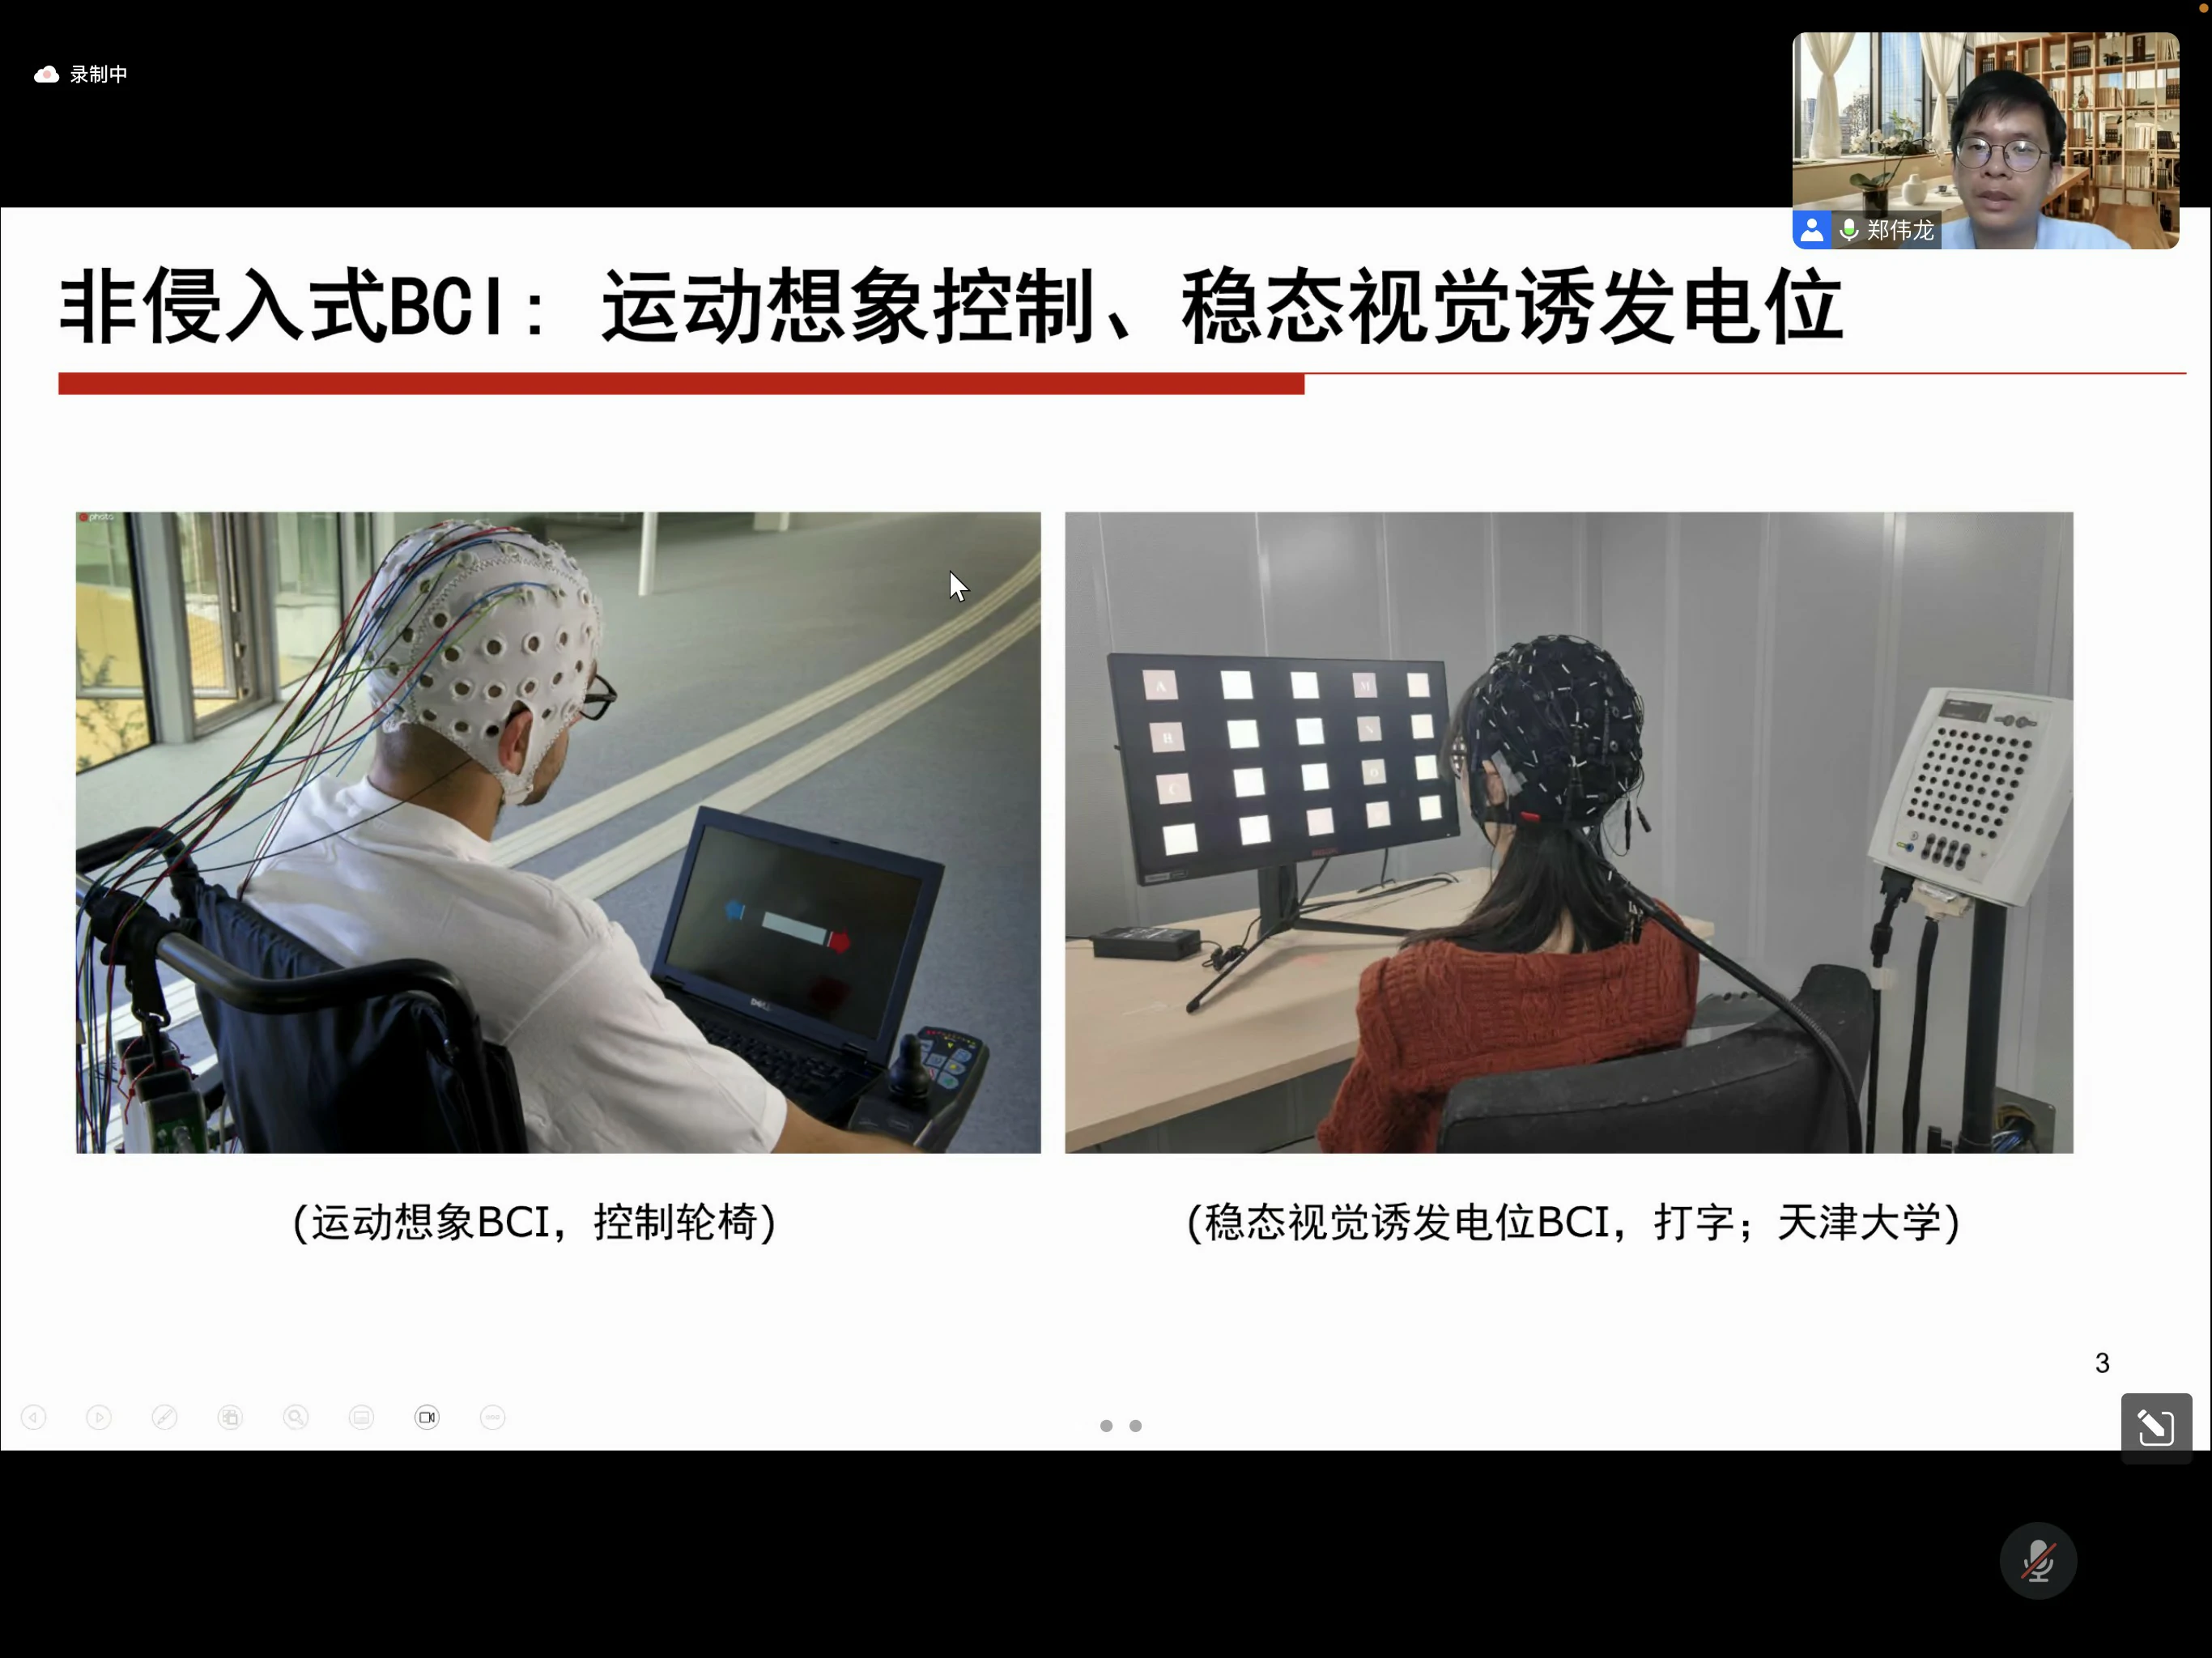 录制中
郑伟龙
非侵入式BCI: 运动想象控制、稳态视觉诱发电位
photo
DELL
A M
H N
C O
(运动想象BCI, 控制轮椅)
(稳态视觉诱发电位BCI, 打字; 天津大学)
3